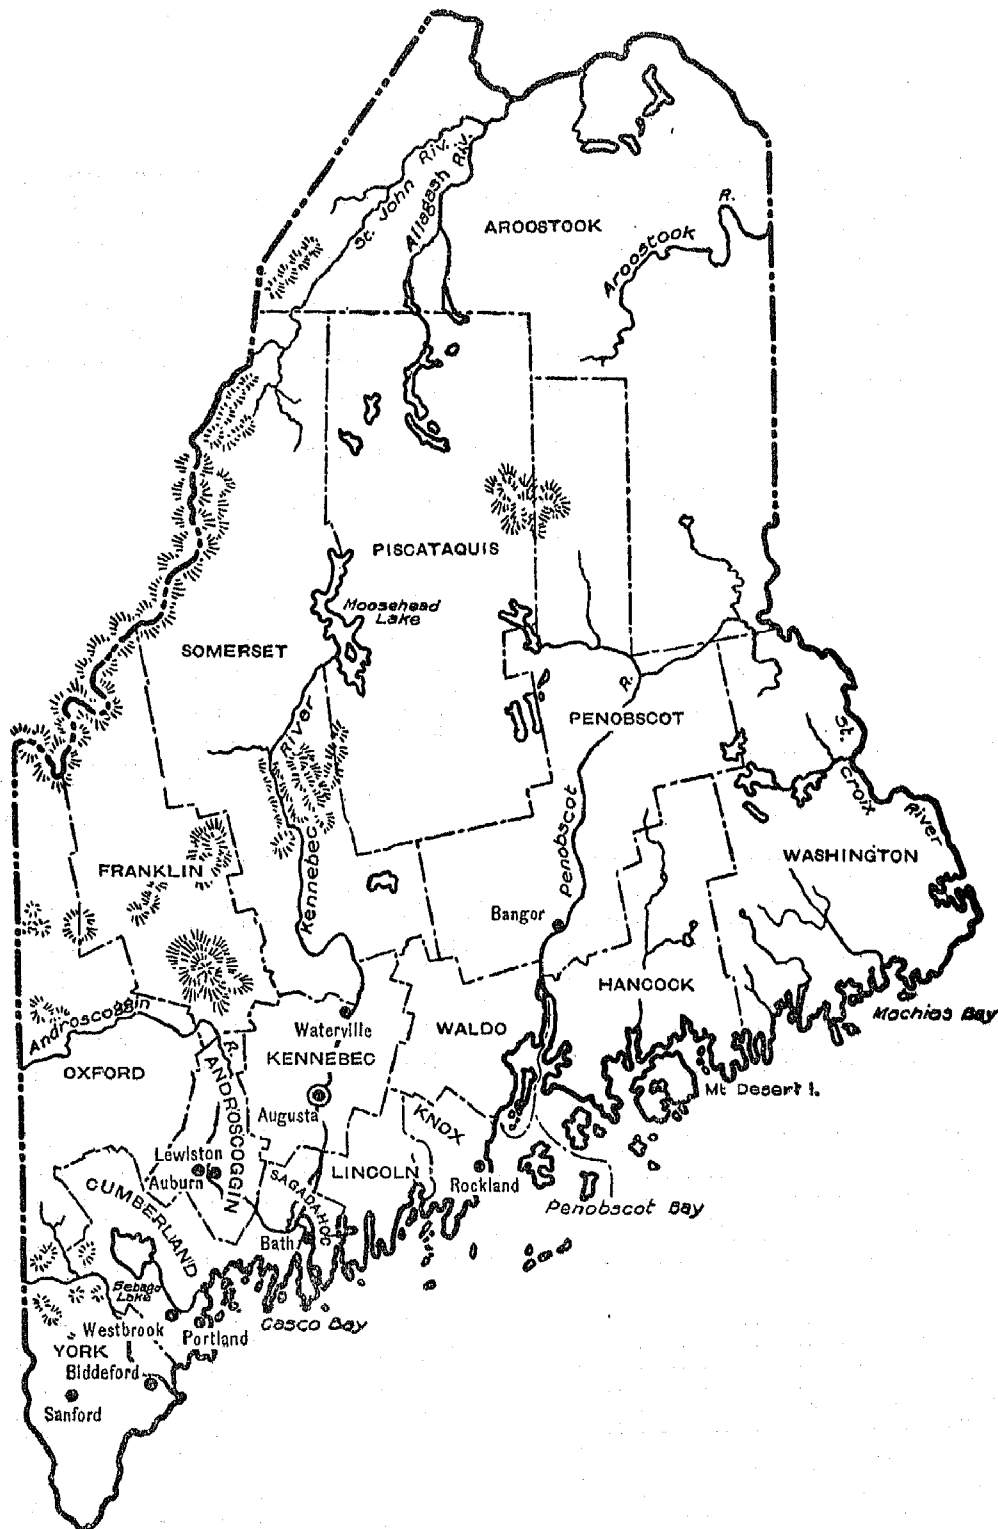 St. John Riv.
Allagash Riv.
AROOSTOOK
Aroostook R.
PISCATAQUIS
Moosehead
Lake
SOMERSET
R.
PENOBSCOT
River
St.
Croix
River
Penobscot
Kennebec
FRANKLIN
WASHINGTON
Bangor
HANCOCK
Machias Bay
Androscoggin
R.
Waterville
WALDO
KENNEBEC
OXFORD
ANDROSCOGGIN
Mt Desert I.
Augusta
KNOX
Lewiston
Auburn
LINCOLN
SAGADAHOC
Rockland
CUMBERLAND
Penobscot Bay
Bath
Sebago
Lake
Casco Bay
Westbrook
Portland
YORK
Biddeford
Sanford